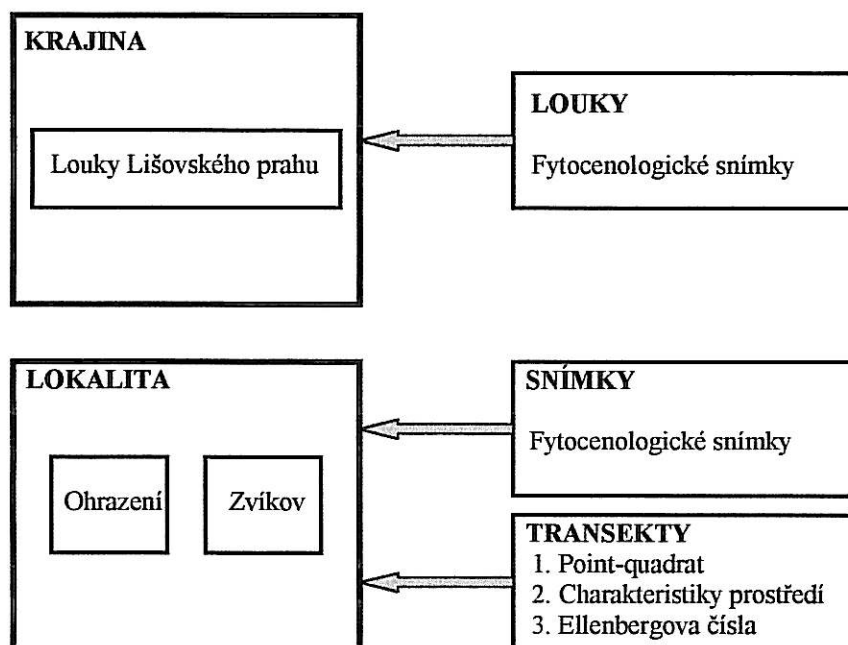 KRAJINA
Louky Lišovského prahu
LOUKY
Fytocenologické snímky
LOKALITA
Ohrazení
Zvíkov
SNÍMKY
Fytocenologické snímky
TRANSEKTY
1. Point-quadrat
2. Charakteristiky prostředí
3. Ellenbergova čísla